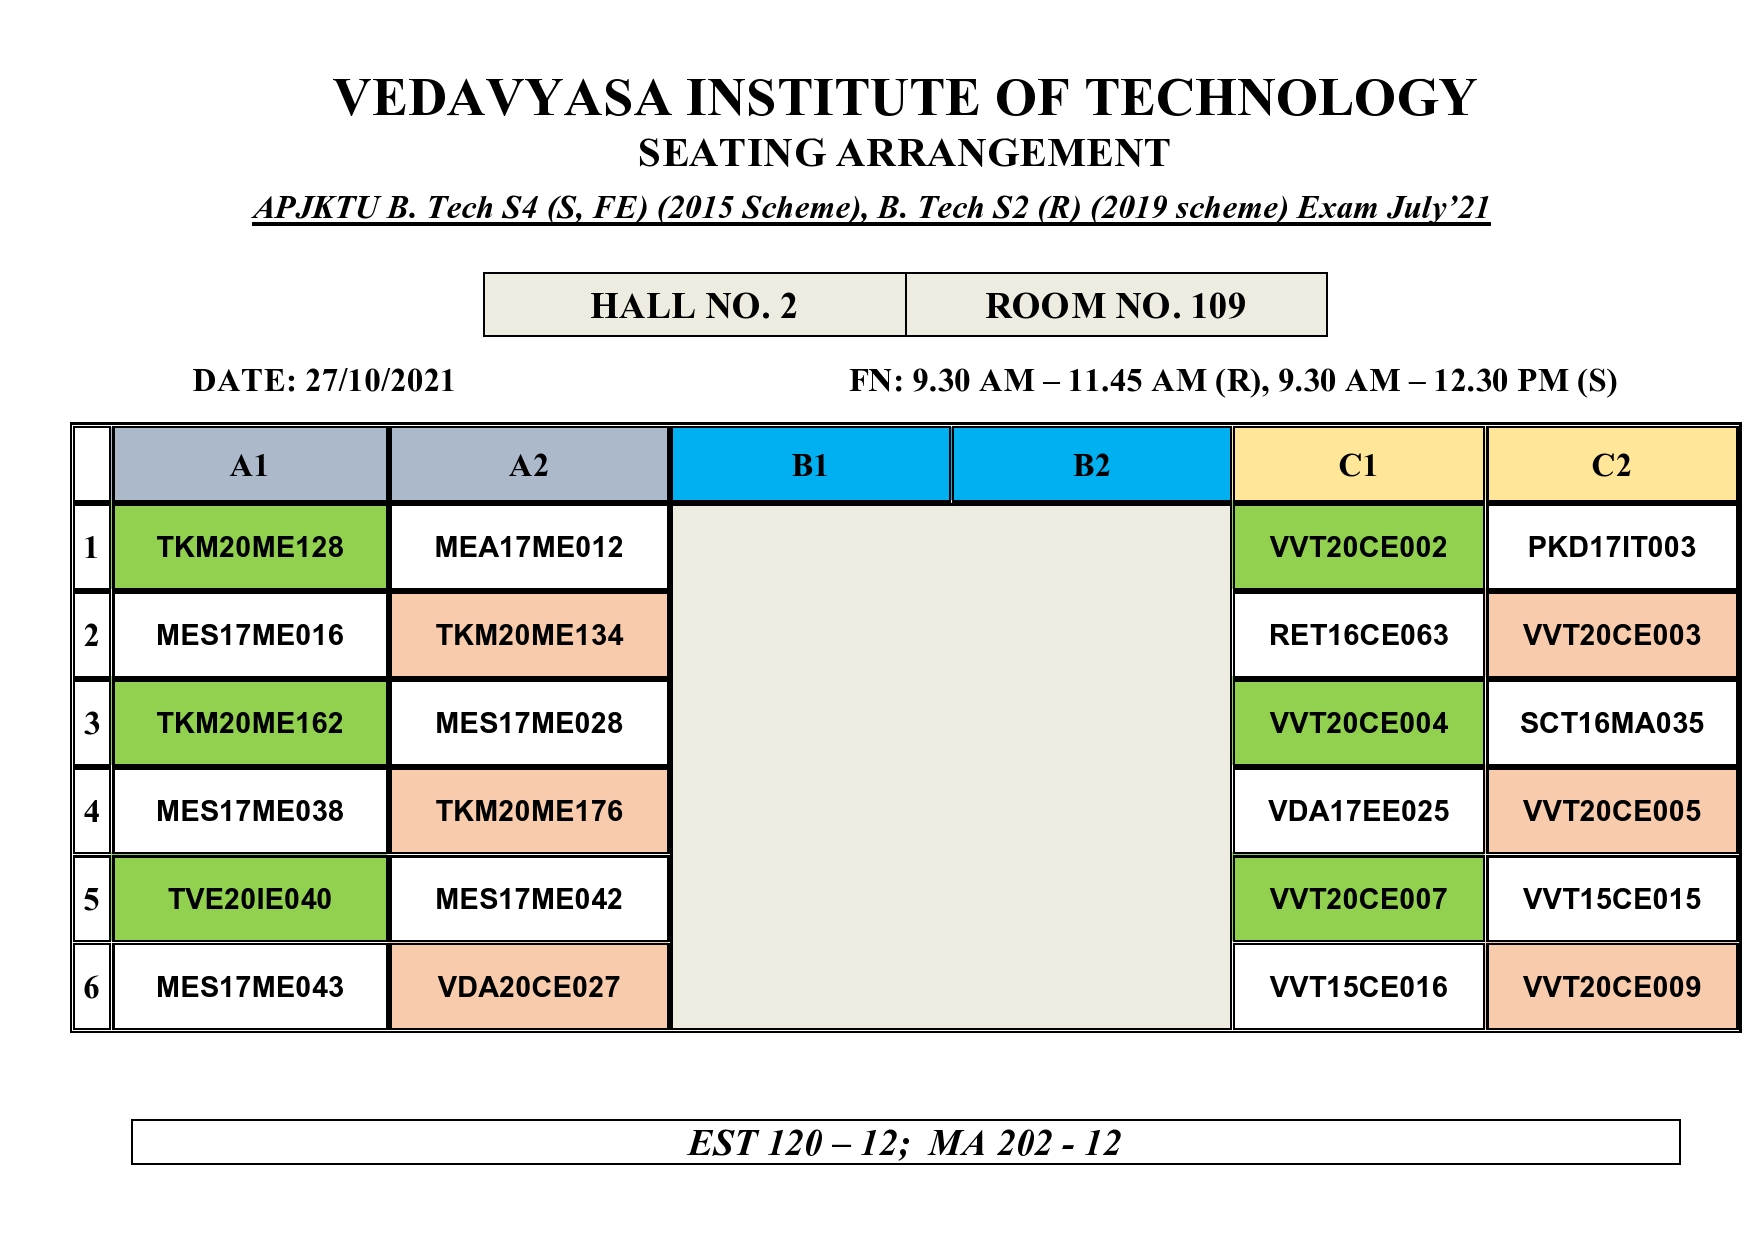 VEDAVYASA INSTITUTE OF TECHNOLOGY
SEATING ARRANGEMENT
APJKTU B. Tech S4 (S, FE) (2015 Scheme), B. Tech S2 (R) (2019 scheme) Exam July’21
HALL NO. 2 ROOM NO. 109
DATE: 27/10/2021 FN: 9.30 AM – 11.45 AM (R), 9.30 AM – 12.30 PM (S)
A1 A2 B1 B2 C1 C2
1 TKM20ME128 MEA17ME012 VVT20CE002 PKD17IT003
2 MES17ME016 TKM20ME134 RET16CE063 VVT20CE003
3 TKM20ME162 MES17ME028 VVT20CE004 SCT16MA035
4 MES17ME038 TKM20ME176 VDA17EE025 VVT20CE005
5 TVE20IE040 MES17ME042 VVT20CE007 VVT15CE015
6 MES17ME043 VDA20CE027 VVT15CE016 VVT20CE009
EST 120 – 12; MA 202 - 12